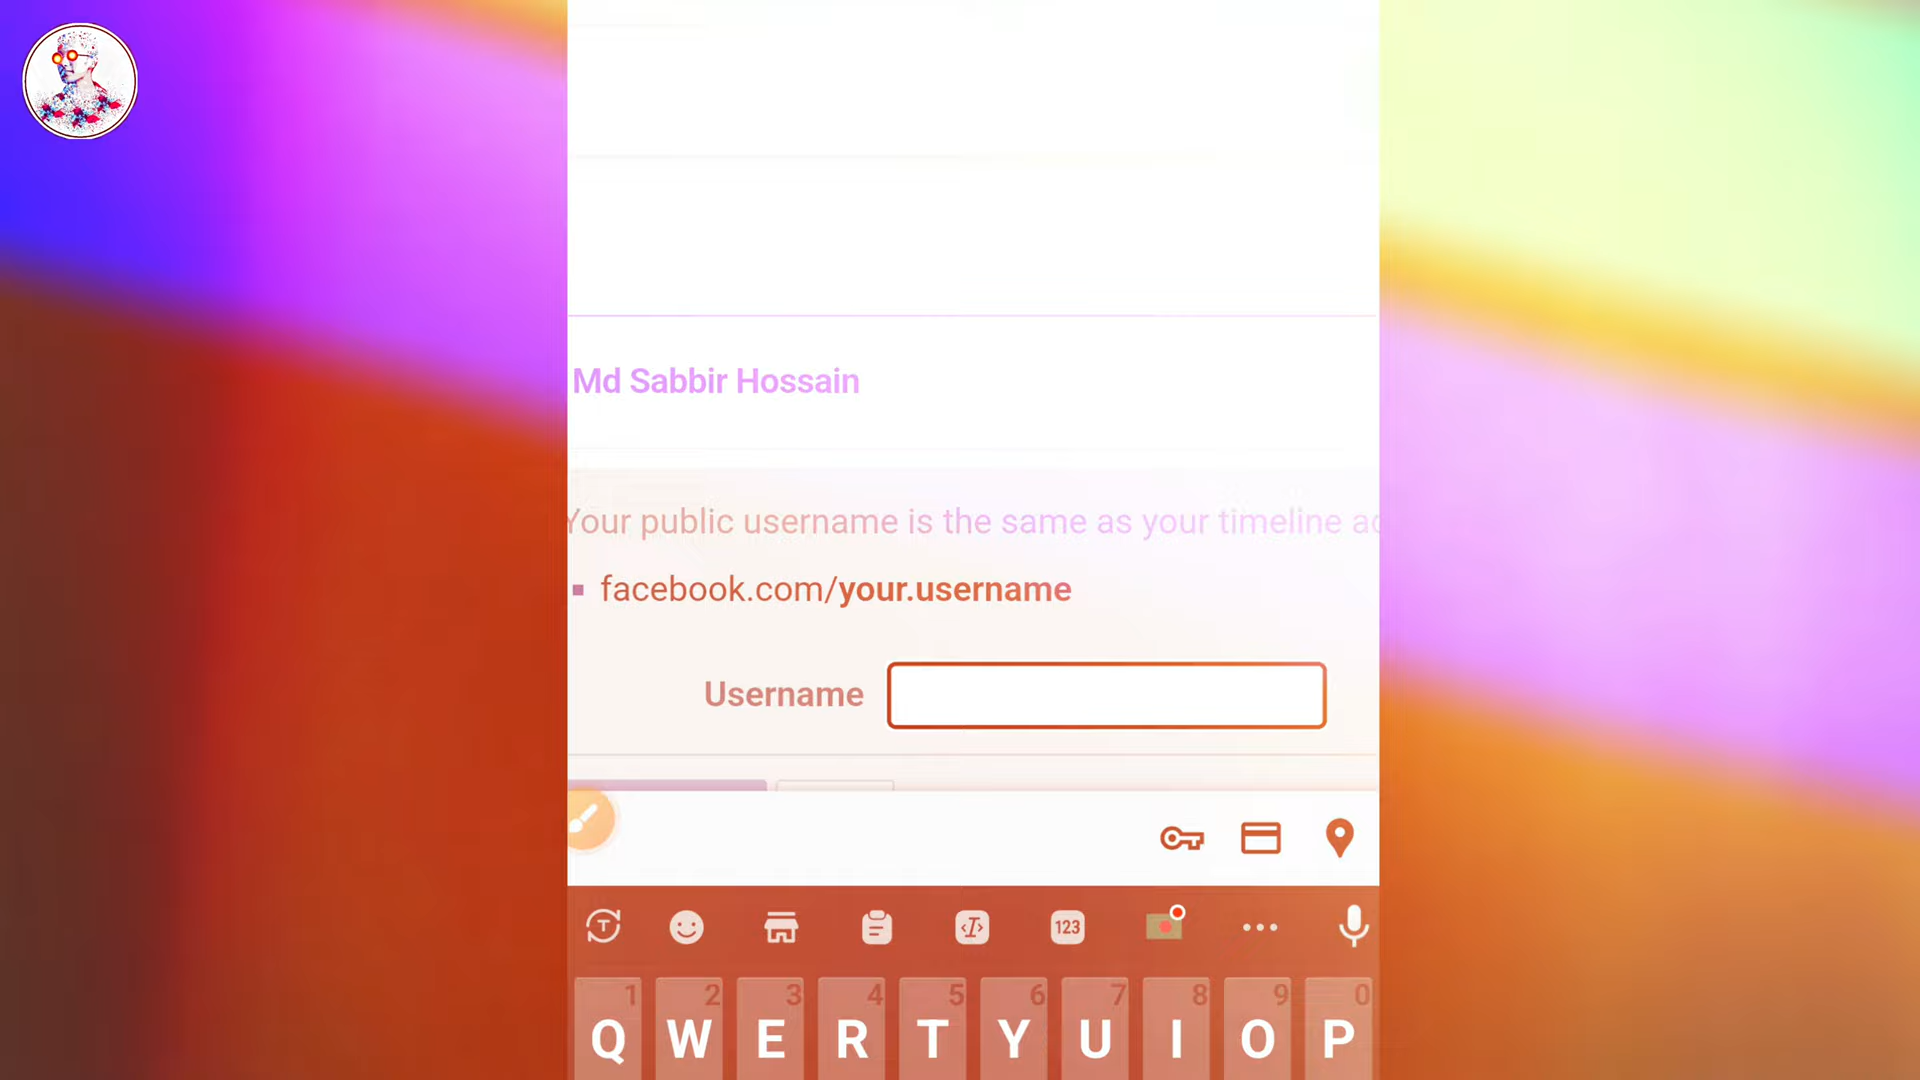 Md Sabbir Hossain
Your public username is the same as your timeline
facebook.com/your.username
Username
123
1 2 3 4 5 6 7 8 9 0
Q W E R T Y U I O P